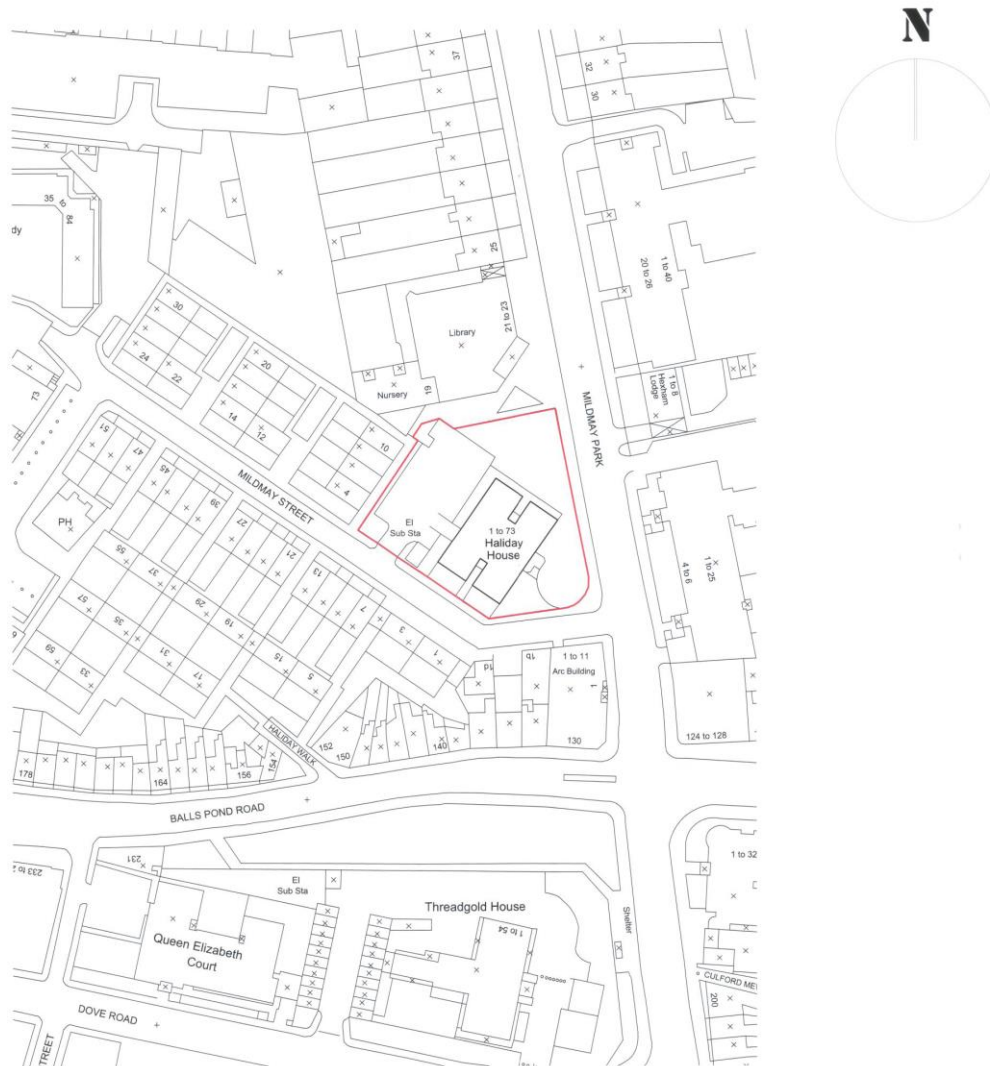 N
37
32
30
35
to
84
dy
25
1 to 40
20 to 26
21 to 23
Library
30
24
22
20
14
12
Nursery
19
1 to 8
Hexham
Lodge
MILDMAY PARK
73
10
4
51
47
45
39
MILDMAY STREET
El
Sub Sta
1 to 73
Haliday
House
PH
27
21
55
37
13
7
3
1
1 to 25
4 to 6
57
35
29
19
59
33
31
17
15
5
1d
1b
1 to 11
Arc Building
1
HALIDAY WALK
152
150
140
130
124 to 128
178
164
156
154
BALLS POND ROAD
231
El
Sub Sta
Threadgold House
1 to 54
Shelter
1 to 32
Queen Elizabeth
Court
CULFORD ME
200
DOVE ROAD
TREET